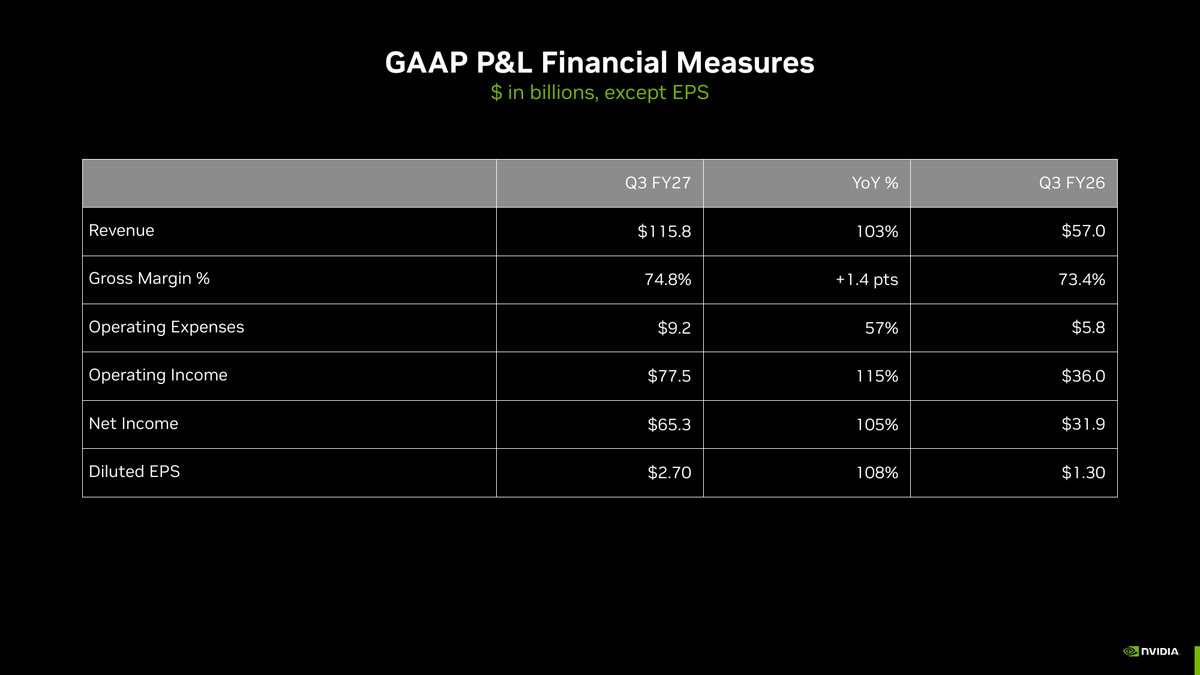 GAAP P&L Financial Measures
$ in billions, except EPS
Q3 FY27 YoY % Q3 FY26
Revenue $115.8 103% $57.0
Gross Margin % 74.8% +1.4 pts 73.4%
Operating Expenses $9.2 57% $5.8
Operating Income $77.5 115% $36.0
Net Income $65.3 105% $31.9
Diluted EPS $2.70 108% $1.30
NVIDIA